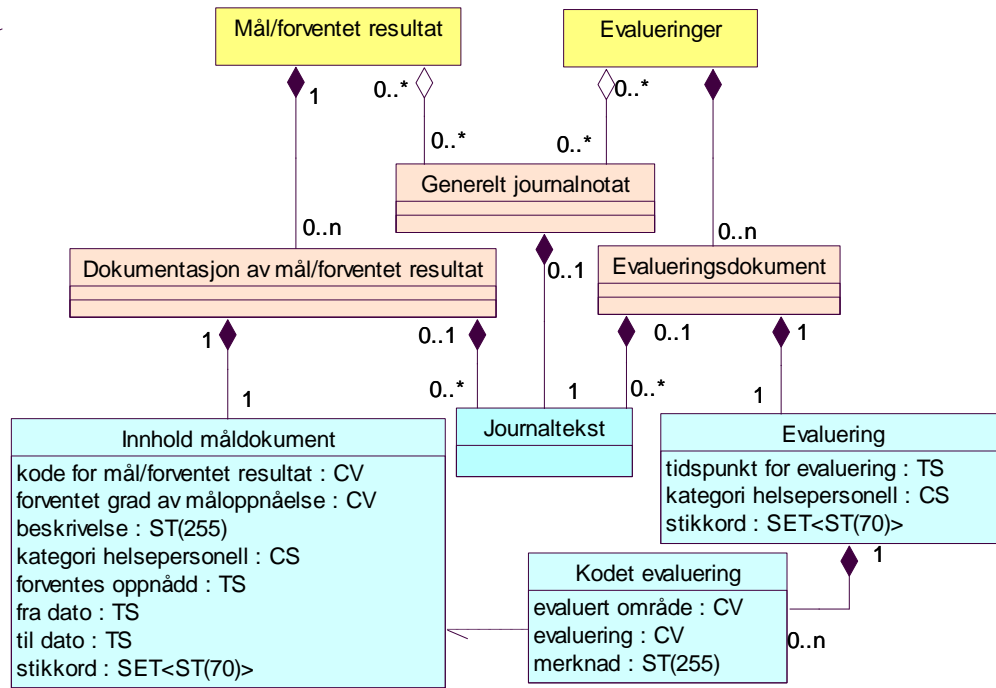 Mål/forventet resultat
Evalueringer
1
0..*
0..*
0..*
0..*
Generelt journalnotat
0..n
0..n
Dokumentasjon av mål/forventet resultat
0..1
Evalueringsdokument
1
0..1
0..1
1
0..*
1
0..*
1
1
Innhold måldokument
kode for mål/forventet resultat : CV
forventet grad av måloppnåelse : CV
beskrivelse : ST(255)
kategori helsepersonell : CS
forventes oppnådd : TS
fra dato : TS
til dato : TS
stikkord : SET<ST(70)>
Journaltekst
Evaluering
tidspunkt for evaluering : TS
kategori helsepersonell : CS
stikkord : SET<ST(70)>
1
Kodet evaluering
evaluert område : CV
evaluering : CV
merknad : ST(255)
0..n